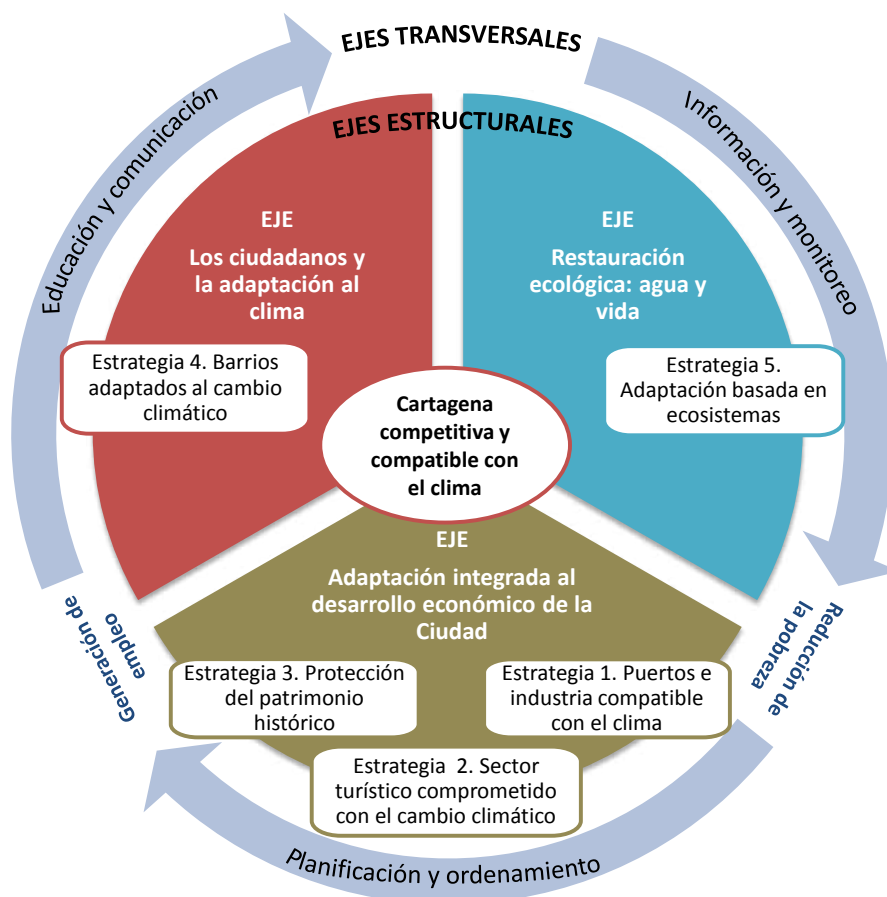 EJES TRANSVERSALES
EJES ESTRUCTURALES
Educación y comunicación
Información y monitoreo
EJE
Los ciudadanos y
la adaptación al
clima
EJE
Restauración
ecológica: agua y
vida
Estrategia 4. Barrios
adaptados al cambio
climático
Estrategia 5.
Adaptación basada en
ecosistemas
Cartagena
competitiva y
compatible con
el clima
EJE
Adaptación integrada al
desarrollo económico de la
Ciudad
Generación de
empleo
Reducción de
la pobreza
Estrategia 3. Protección
del patrimonio
histórico
Estrategia 1. Puertos e
industria compatible
con el clima
Estrategia 2. Sector
turístico comprometido
con el cambio climático
Planificación y ordenamiento